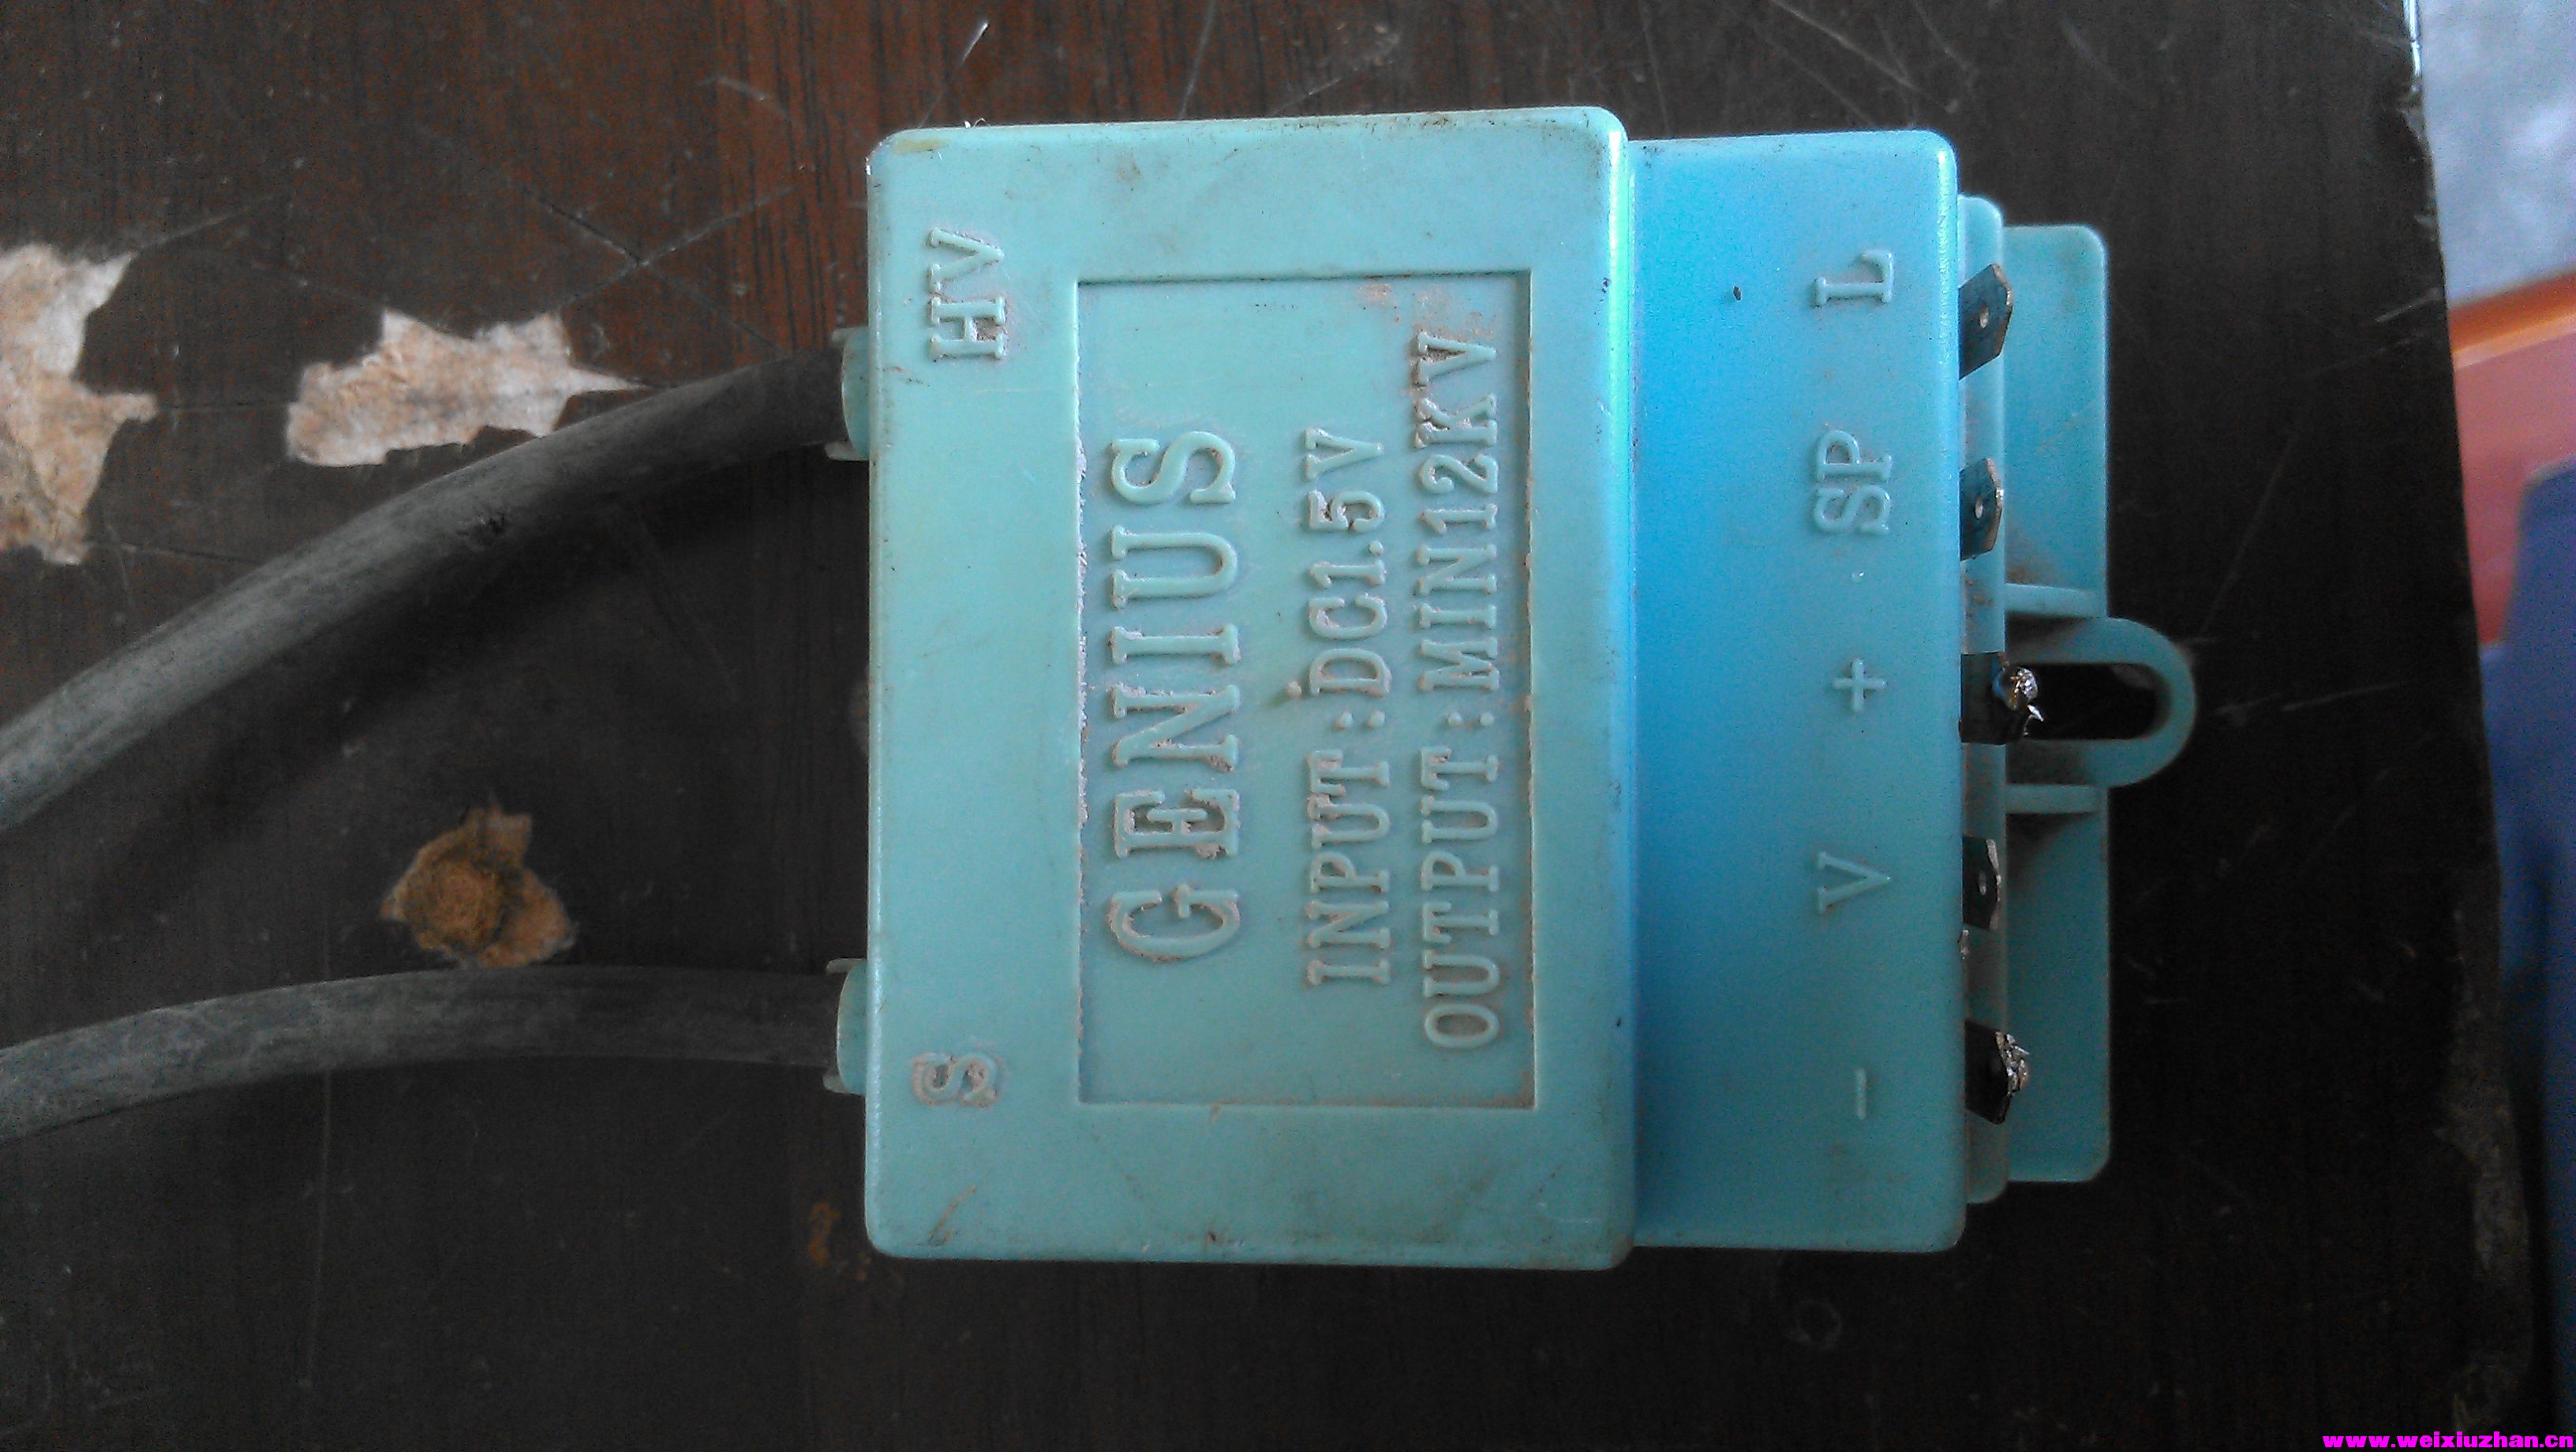 S
HV
GENIUS
INPUT:DC1.5V
OUTPUT:MIN12KV
- V + SP L
www.weixiuzhan.cn